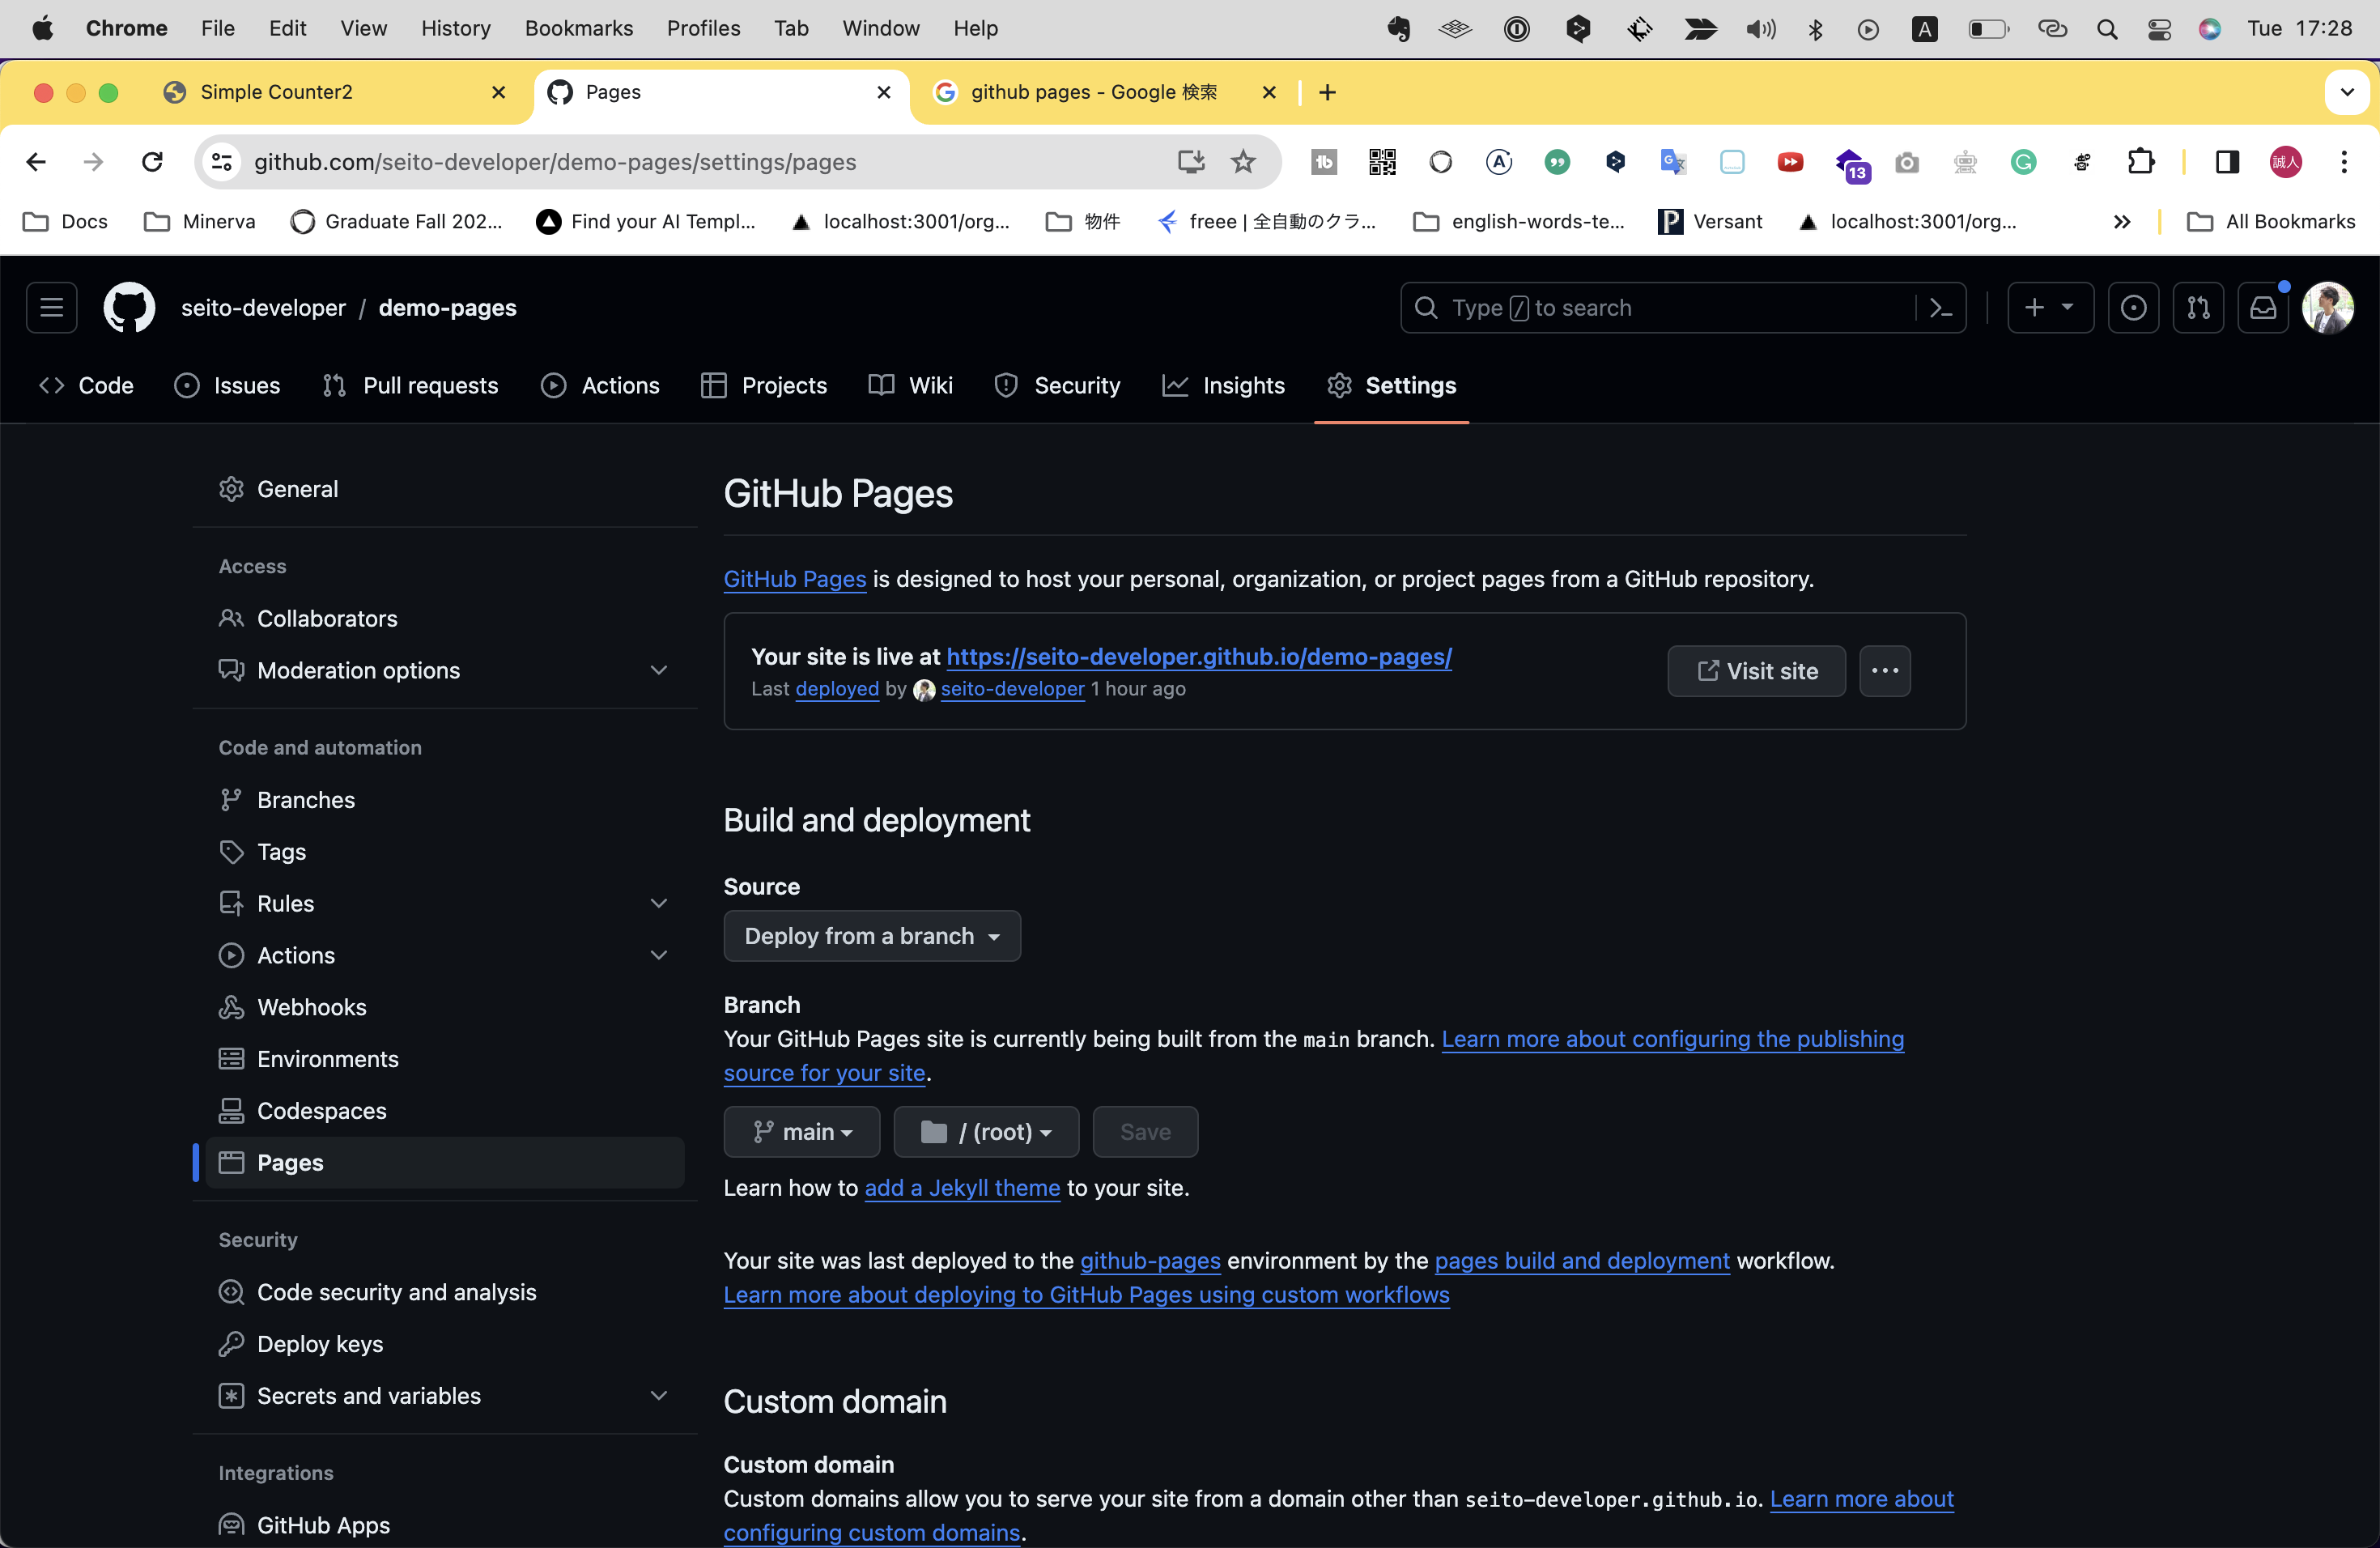 Chrome File Edit View History Bookmarks Profiles Tab Window Help A Tue 17:28
Simple Counter2 Pages github pages - Google 検索
github.com/seito-developer/demo-pages/settings/pages 13 誠人
Docs Minerva Graduate Fall 202... Find your AI Templ... localhost:3001/org... 物件 freee | 全自動のクラ... english-words-te... Versant localhost:3001/org... All Bookmarks
seito-developer / demo-pages Type / to search
Code Issues Pull requests Actions Projects Wiki Security Insights Settings
General
Access
Collaborators
Moderation options
Code and automation
Branches
Tags
Rules
Actions
Webhooks
Environments
Codespaces
Pages
Security
Code security and analysis
Deploy keys
Secrets and variables
Integrations
GitHub Apps
GitHub Pages
GitHub Pages is designed to host your personal, organization, or project pages from a GitHub repository.
Your site is live at https://seito-developer.github.io/demo-pages/
Last deployed by seito-developer 1 hour ago
Visit site
Build and deployment
Source
Deploy from a branch
Branch
Your GitHub Pages site is currently being built from the main branch. Learn more about configuring the publishing
source for your site.
main / (root) Save
Learn how to add a Jekyll theme to your site.
Your site was last deployed to the github-pages environment by the pages build and deployment workflow.
Learn more about deploying to GitHub Pages using custom workflows
Custom domain
Custom domain
Custom domains allow you to serve your site from a domain other than seito-developer.github.io. Learn more about
configuring custom domains.